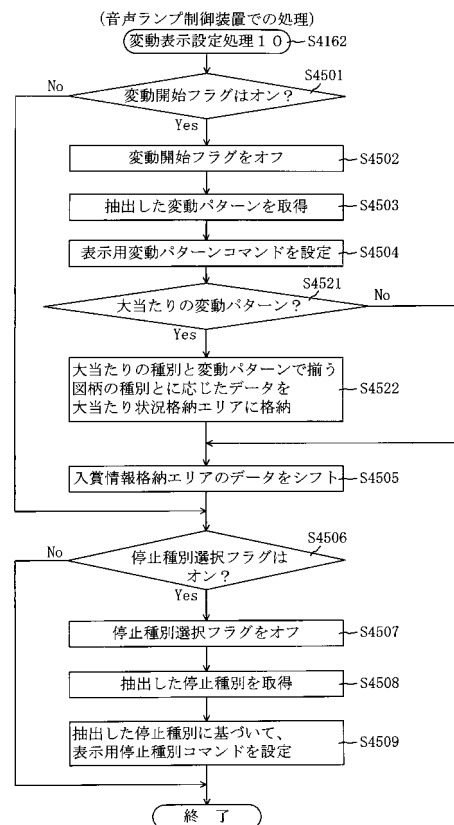 (音声ランプ制御装置での処理)
変動表示設定処理10
S4162
S4501
変動開始フラグはオン?
No
Yes
変動開始フラグをオフ
S4502
抽出した変動パターンを取得
S4503
表示用変動パターンコマンドを設定
S4504
S4521
大当たりの変動パターン?
No
Yes
大当たりの種別と変動パターンで揃う
図柄の種別とに応じたデータを
大当たり状況格納エリアに格納
S4522
入賞情報格納エリアのデータをシフト
S4505
S4506
停止種別選択フラグは
オン?
No
Yes
停止種別選択フラグをオフ
S4507
抽出した停止種別を取得
S4508
抽出した停止種別に基づいて、
表示用停止種別コマンドを設定
S4509
終 了